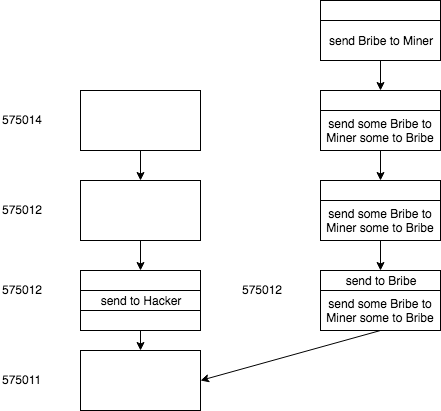 send Bribe to Miner
575014
send some Bribe to
Miner some to Bribe
575012
send some Bribe to
Miner some to Bribe
575012
send to Hacker
575012
send to Bribe
send some Bribe to
Miner some to Bribe
575011